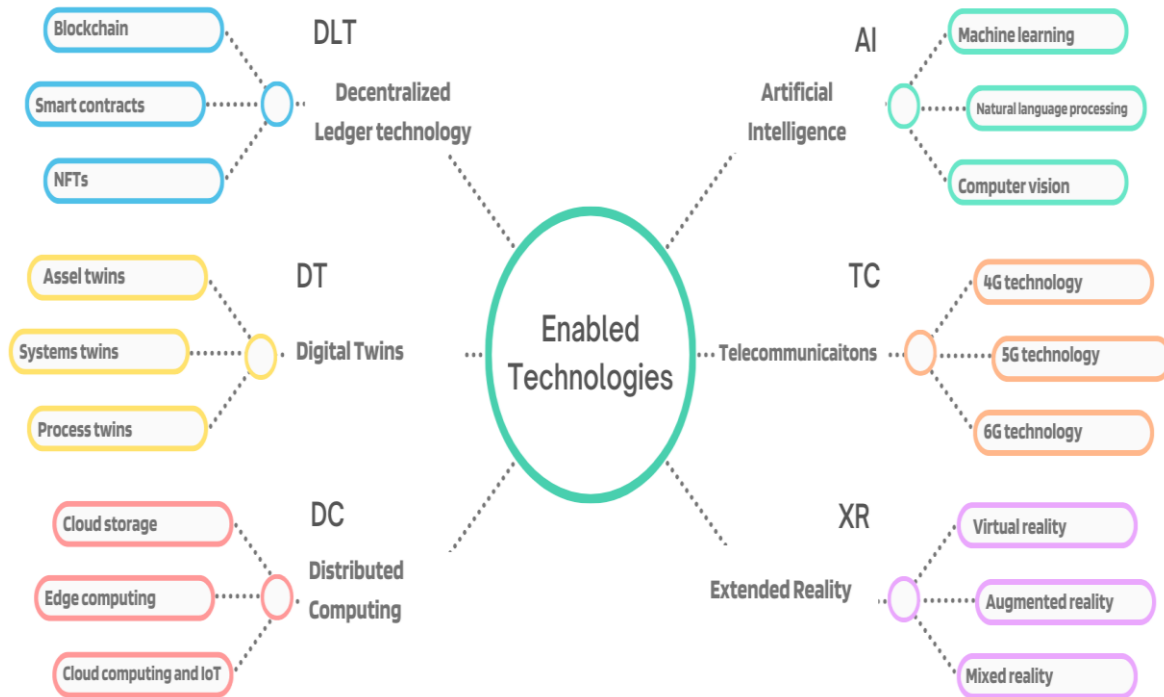 DLT
Decentralized
Ledger technology
Blockchain
Smart contracts
NFTs
AI
Artificial
Intelligence
Machine learning
Natural language processing
Computer vision
DT
Digital Twins
Assel twins
Systems twins
Process twins
Enabled
Technologies
TC
Telecommunicaitons
4G technology
5G technology
6G technology
DC
Distributed
Computing
Cloud storage
Edge computing
Cloud computing and IoT
XR
Extended Reality
Virtual reality
Augmented reality
Mixed reality